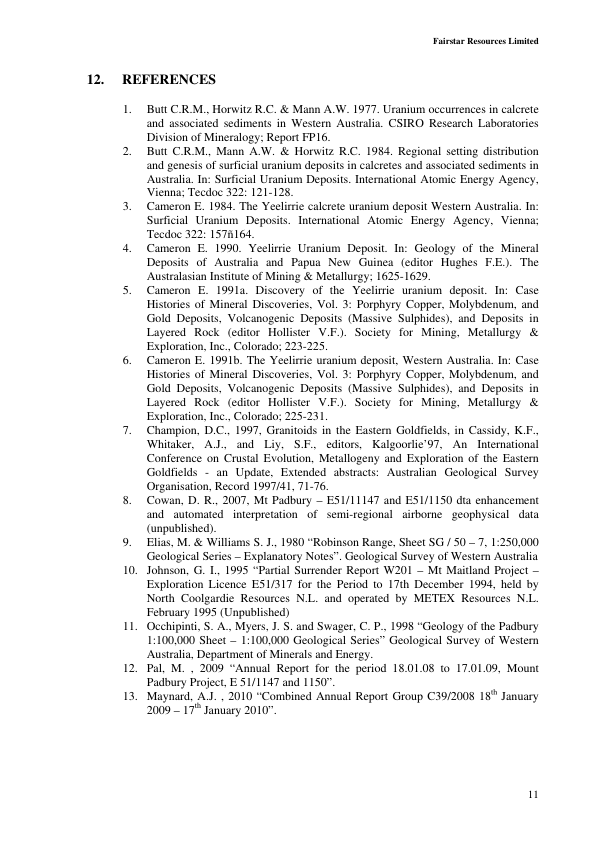 Fairstar Resources Limited
12. REFERENCES
1. Butt C.R.M., Horwitz R.C. & Mann A.W. 1977. Uranium occurrences in calcrete
and associated sediments in Western Australia. CSIRO Research Laboratories
Division of Mineralogy; Report FP16.
2. Butt C.R.M., Mann A.W. & Horwitz R.C. 1984. Regional setting distribution
and genesis of surficial uranium deposits in calcretes and associated sediments in
Australia. In: Surficial Uranium Deposits. International Atomic Energy Agency,
Vienna; Tecdoc 322: 121-128.
3. Cameron E. 1984. The Yeelirrie calcrete uranium deposit Western Australia. In:
Surficial Uranium Deposits. International Atomic Energy Agency, Vienna;
Tecdoc 322: 157ñ164.
4. Cameron E. 1990. Yeelirrie Uranium Deposit. In: Geology of the Mineral
Deposits of Australia and Papua New Guinea (editor Hughes F.E.). The
Australasian Institute of Mining & Metallurgy; 1625-1629.
5. Cameron E. 1991a. Discovery of the Yeelirrie uranium deposit. In: Case
Histories of Mineral Discoveries, Vol. 3: Porphyry Copper, Molybdenum, and
Gold Deposits, Volcanogenic Deposits (Massive Sulphides), and Deposits in
Layered Rock (editor Hollister V.F.). Society for Mining, Metallurgy &
Exploration, Inc., Colorado; 223-225.
6. Cameron E. 1991b. The Yeelirrie uranium deposit, Western Australia. In: Case
Histories of Mineral Discoveries, Vol. 3: Porphyry Copper, Molybdenum, and
Gold Deposits, Volcanogenic Deposits (Massive Sulphides), and Deposits in
Layered Rock (editor Hollister V.F.). Society for Mining, Metallurgy &
Exploration, Inc., Colorado; 225-231.
7. Champion, D.C., 1997, Granitoids in the Eastern Goldfields, in Cassidy, K.F.,
Whitaker, A.J., and Liy, S.F., editors, Kalgoorlie’97, An International
Conference on Crustal Evolution, Metallogeny and Exploration of the Eastern
Goldfields - an Update, Extended abstracts: Australian Geological Survey
Organisation, Record 1997/41, 71-76.
8. Cowan, D. R., 2007, Mt Padbury – E51/11147 and E51/1150 dta enhancement
and automated interpretation of semi-regional airborne geophysical data
(unpublished).
9. Elias, M. & Williams S. J., 1980 “Robinson Range, Sheet SG / 50 – 7, 1:250,000
Geological Series – Explanatory Notes”. Geological Survey of Western Australia
10. Johnson, G. I., 1995 “Partial Surrender Report W201 – Mt Maitland Project –
Exploration Licence E51/317 for the Period to 17th December 1994, held by
North Coolgardie Resources N.L. and operated by METEX Resources N.L.
February 1995 (Unpublished)
11. Occhipinti, S. A., Myers, J. S. and Swager, C. P., 1998 “Geology of the Padbury
1:100,000 Sheet – 1:100,000 Geological Series” Geological Survey of Western
Australia, Department of Minerals and Energy.
12. Pal, M. , 2009 “Annual Report for the period 18.01.08 to 17.01.09, Mount
Padbury Project, E 51/1147 and 1150”.
13. Maynard, A.J. , 2010 “Combined Annual Report Group C39/2008 18th January
2009 – 17th January 2010”.
11